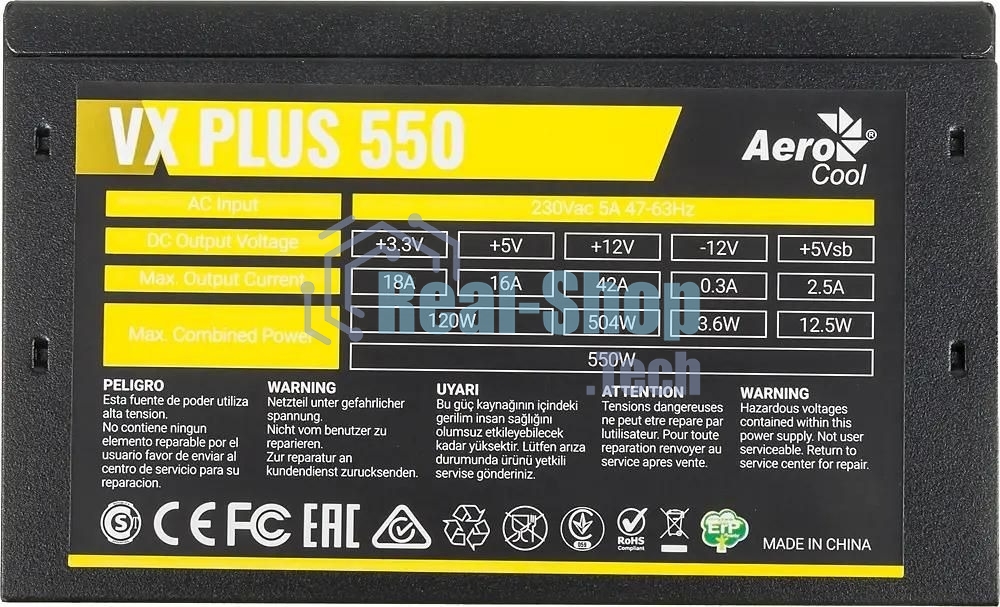 VX PLUS 550
Aero
Cool
®
AC Input 230Vac 5A 47-63Hz
DC Output Voltage +3.3V +5V +12V -12V +5Vsb
Max. Output Current 18A 16A 42A 0.3A 2.5A
Max. Combined Power 120W 504W 3.6W 12.5W
550W
Real-Shop
.Tech
PELIGRO
Esta fuente de poder utiliza
alta tension.
No contiene ningun
elemento reparable por el
usuario favor de enviar al
centro de servicio para su
reparacion.
WARNING
Netzteil unter gefahrlicher
spannung.
Nicht vom benutzer zu
reparieren.
Zur reparatur an
kundendienst zurucksenden.
UYARI
Bu güç kaynağının içindeki
gerilim insan sağlığını
olumsuz etkileyebilecek
kadar yüksektir. Lütfen arıza
durumunda ürünü yetkili
servise gönderiniz.
ATTENTION
Tensions dangereuses
ne peut etre repare par
lutilisateur. Pour toute
reparation renvoyer au
service apres vente.
WARNING
Hazardous voltages
contained within this
power supply. Not user
serviceable. Return to
service center for repair.
S CE FC EAC RoHS
Compliant ErP MADE IN CHINA